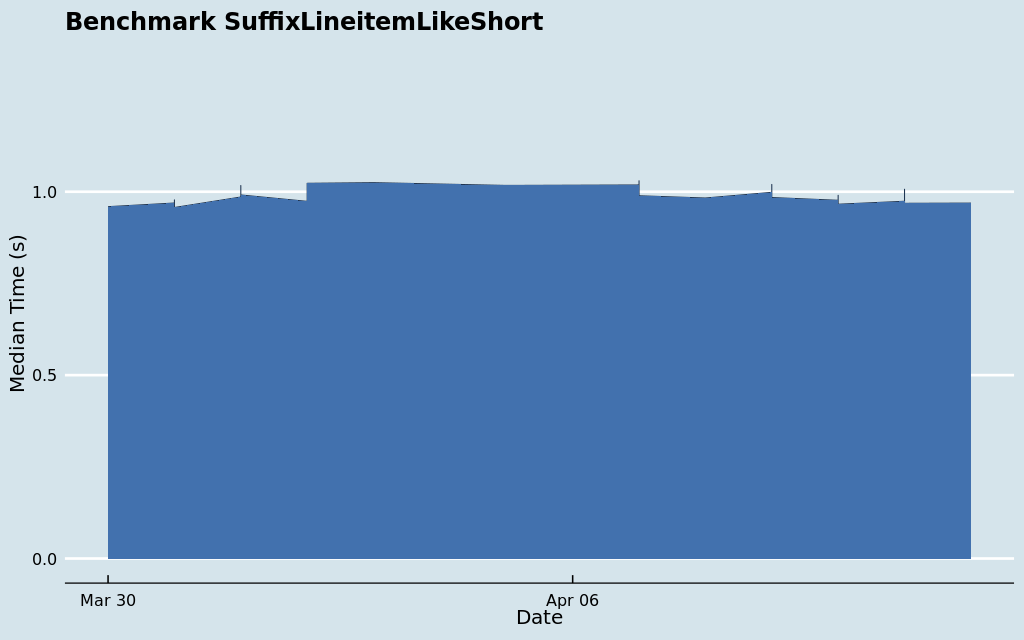 Benchmark SuffixLineitemLikeShort
Median Time (s)
1.0
0.5
0.0
Mar 30
Apr 06
Date